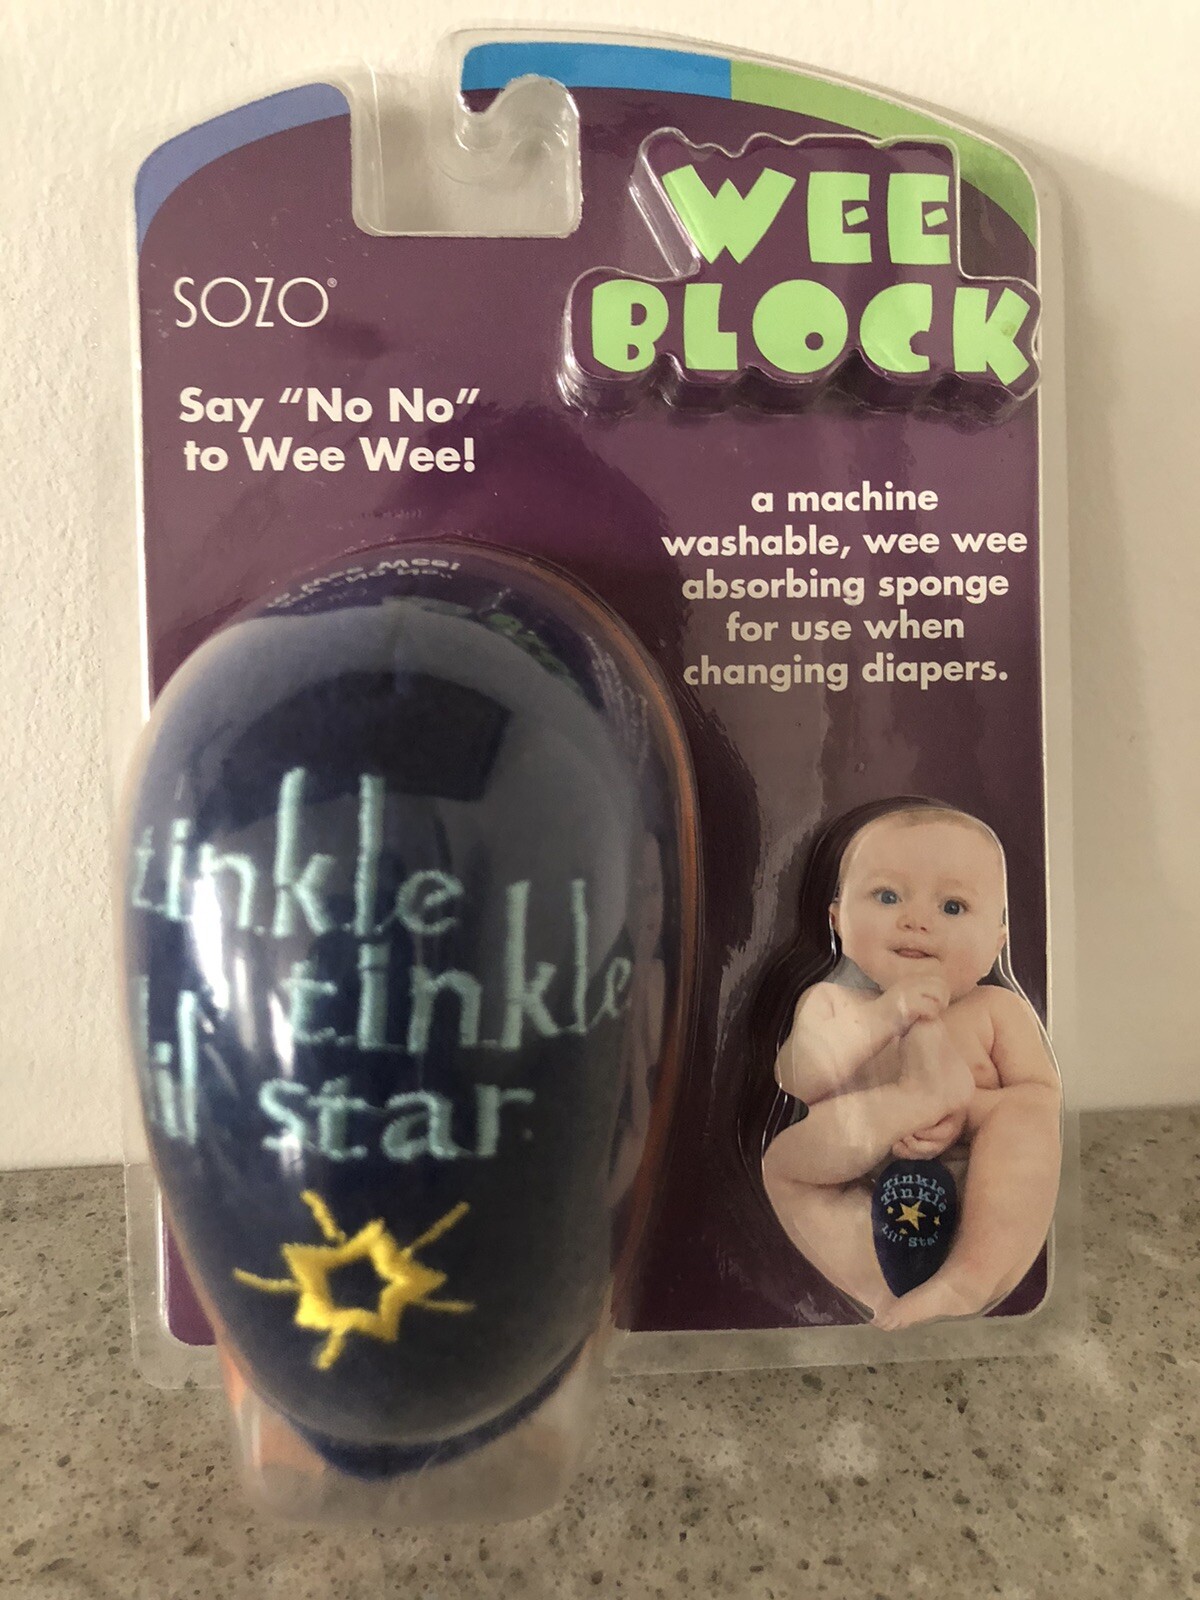 SOZO®
WEE
BLOCK
Say “No No”
to Wee Wee!
a machine
washable, wee wee
absorbing sponge
for use when
changing diapers.
tinkle
tinkle
lil' star
Tinkle
Tinkle
Lil' Star